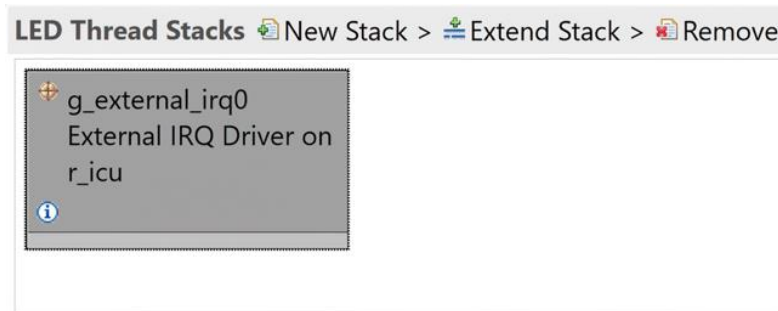 LED Thread Stacks New Stack > Extend Stack > Remove
g_external_irq0
External IRQ Driver on
r_icu